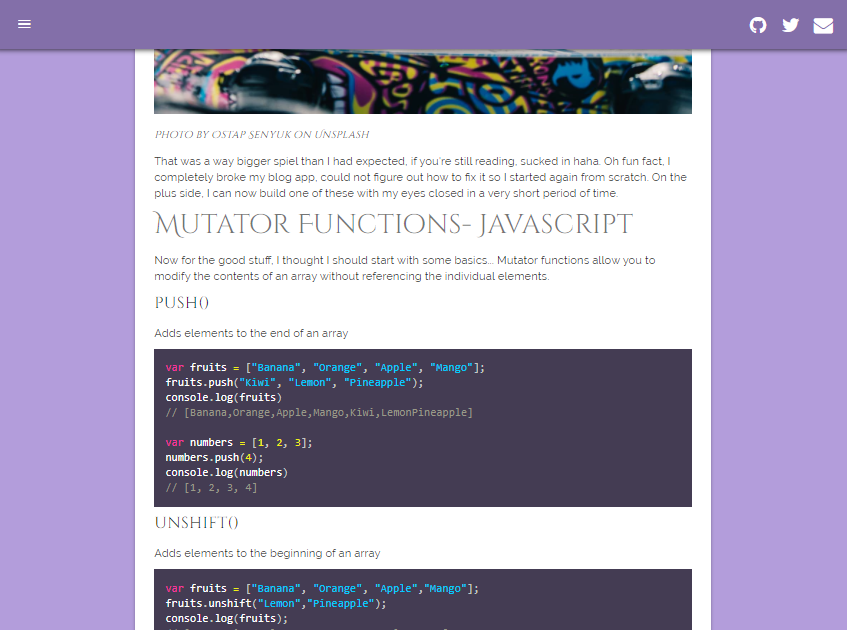 Photo by Ostap Senyuk on Unsplash
That was a way bigger spiel than I had expected, if you're still reading, sucked in haha. Oh fun fact, I
completely broke my blog app, could not figure out how to fix it so I started again from scratch. On the
plus side, I can now build one of these with my eyes closed in a very short period of time.
Mutator Functions- Javascript
Now for the good stuff, I thought I should start with some basics... Mutator functions allow you to
modify the contents of an array without referencing the individual elements.
push()
Adds elements to the end of an array
var fruits = ["Banana", "Orange", "Apple", "Mango"];
fruits.push("Kiwi", "Lemon", "Pineapple");
console.log(fruits)
// [Banana,Orange,Apple,Mango,Kiwi,LemonPineapple]
var numbers = [1, 2, 3];
numbers.push(4);
console.log(numbers)
// [1, 2, 3, 4]
unshift()
Adds elements to the beginning of an array
var fruits = ["Banana", "Orange", "Apple","Mango"];
fruits.unshift("Lemon","Pineapple");
console.log(fruits);